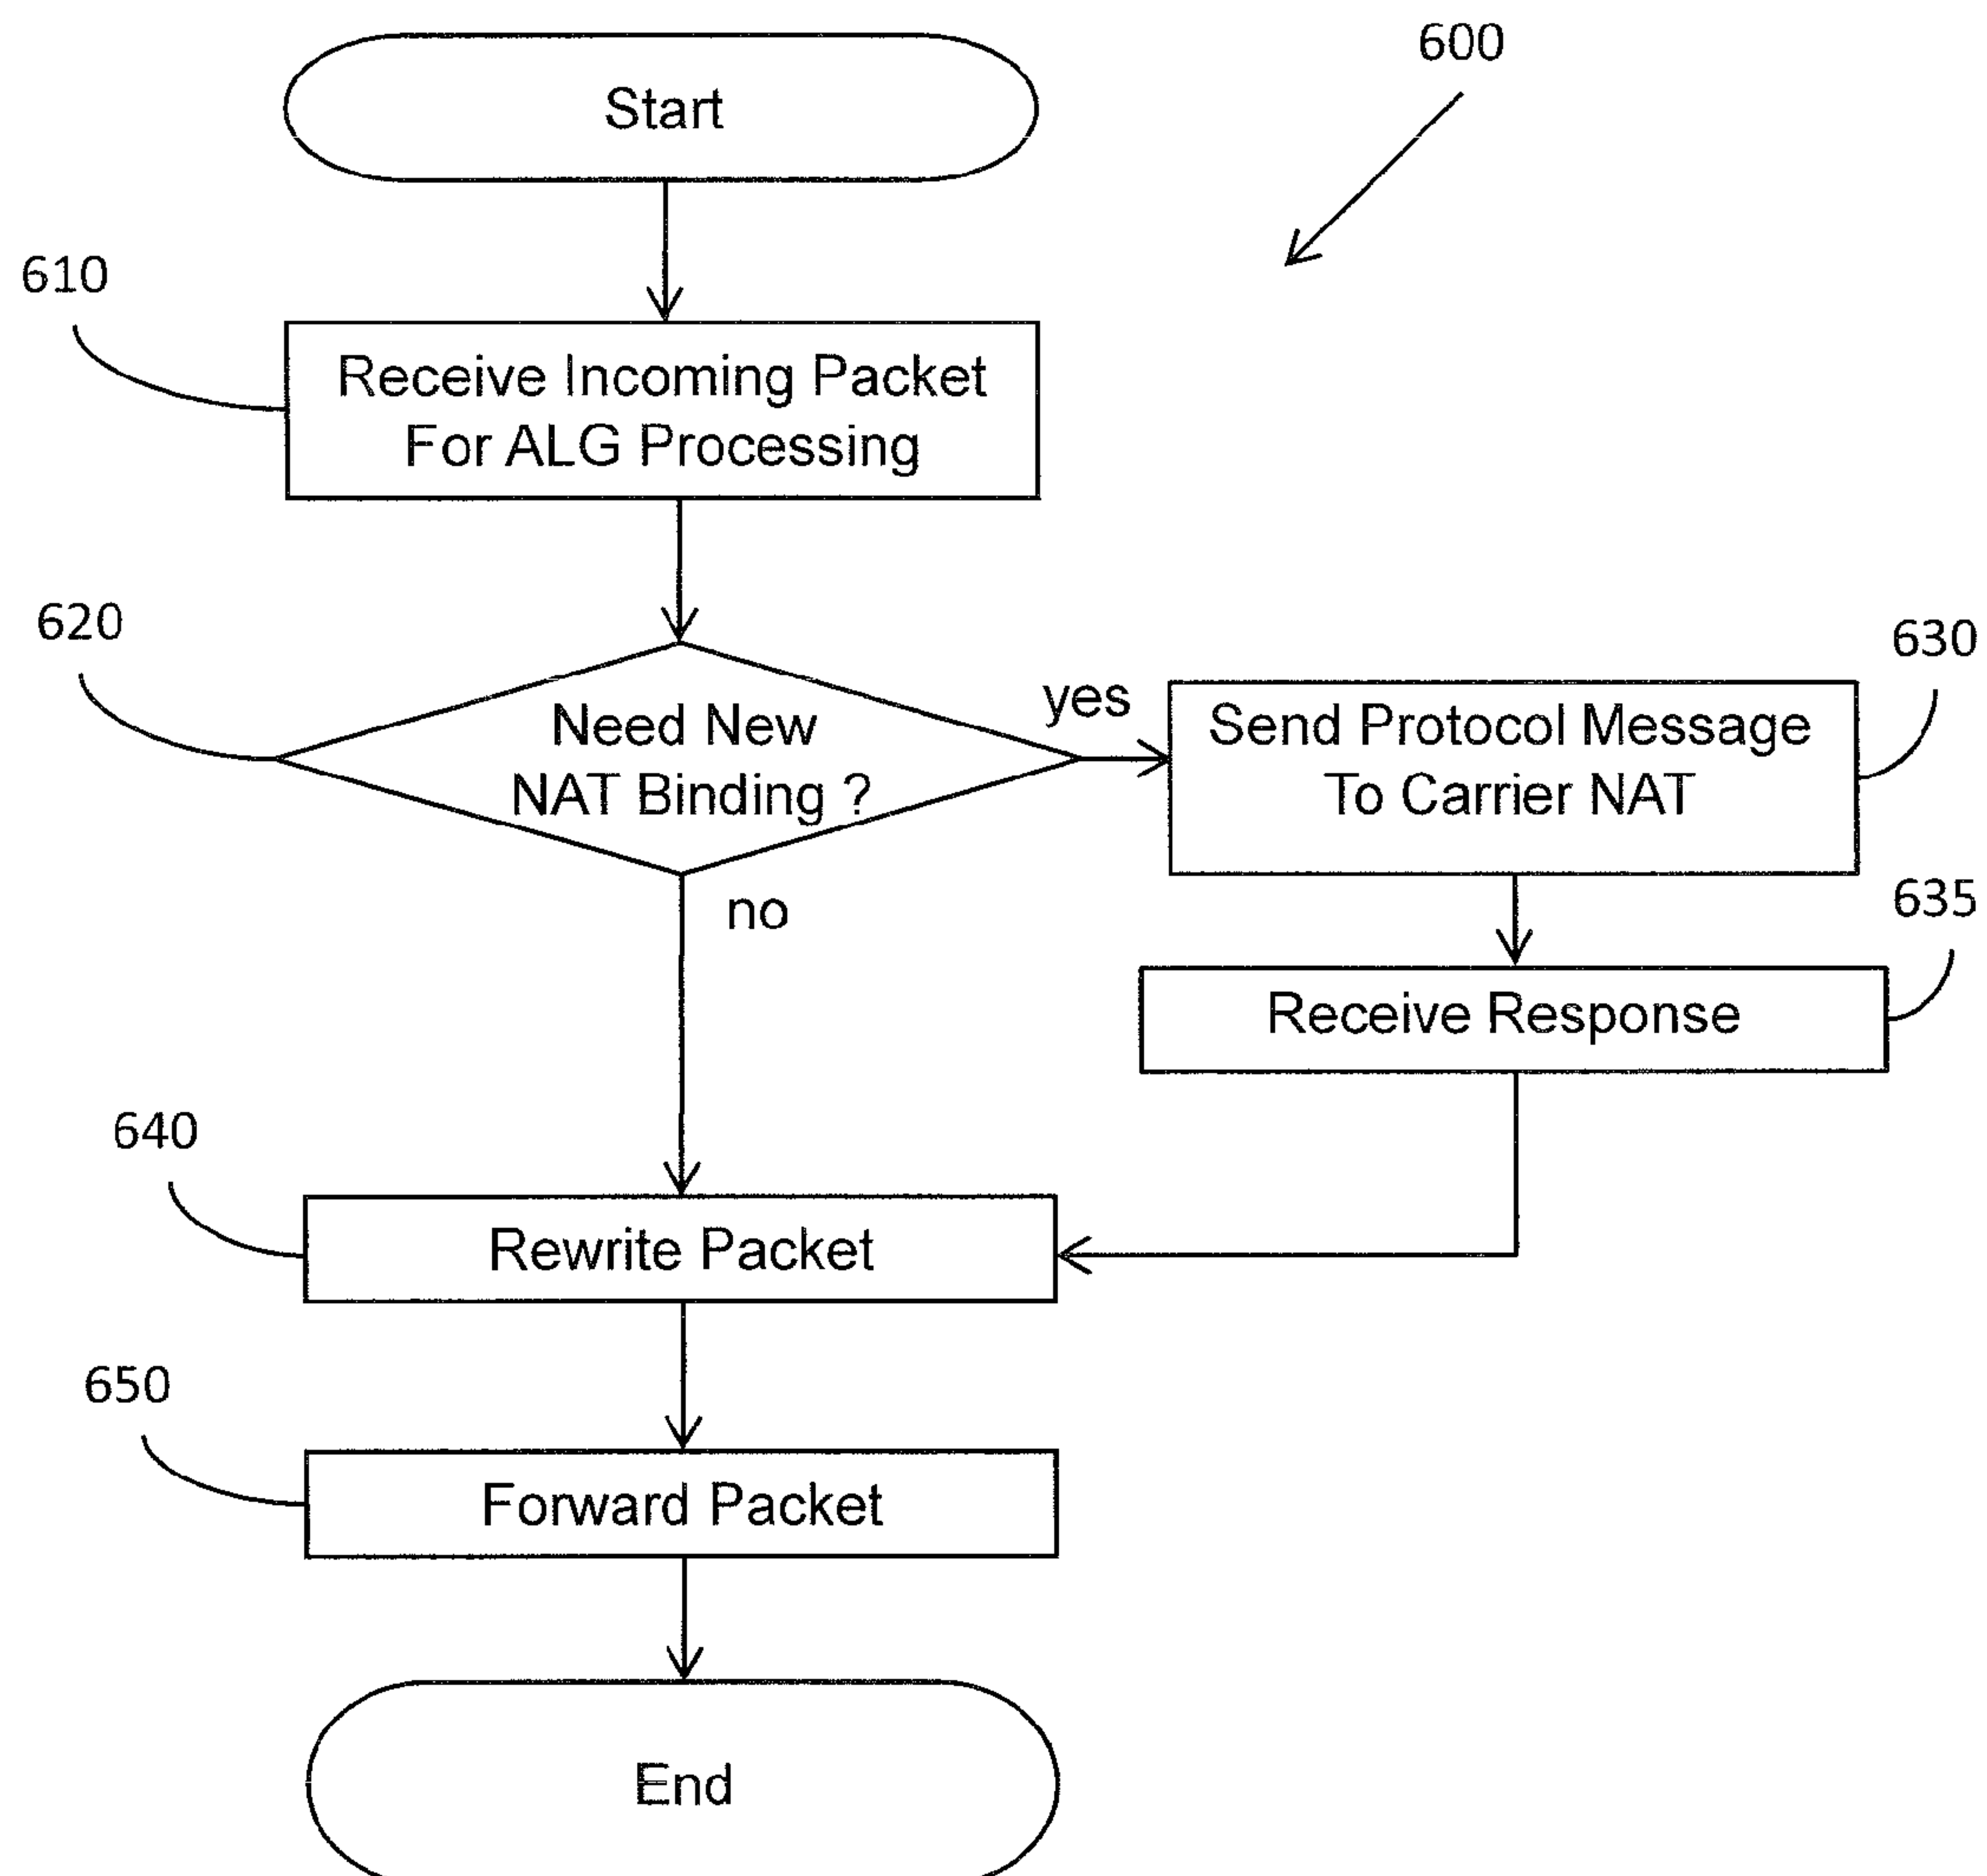 Start
600
610
Receive Incoming Packet
For ALG Processing
620
Need New
NAT Binding ?
yes
630
Send Protocol Message
To Carrier NAT
no
635
Receive Response
640
Rewrite Packet
650
Forward Packet
End